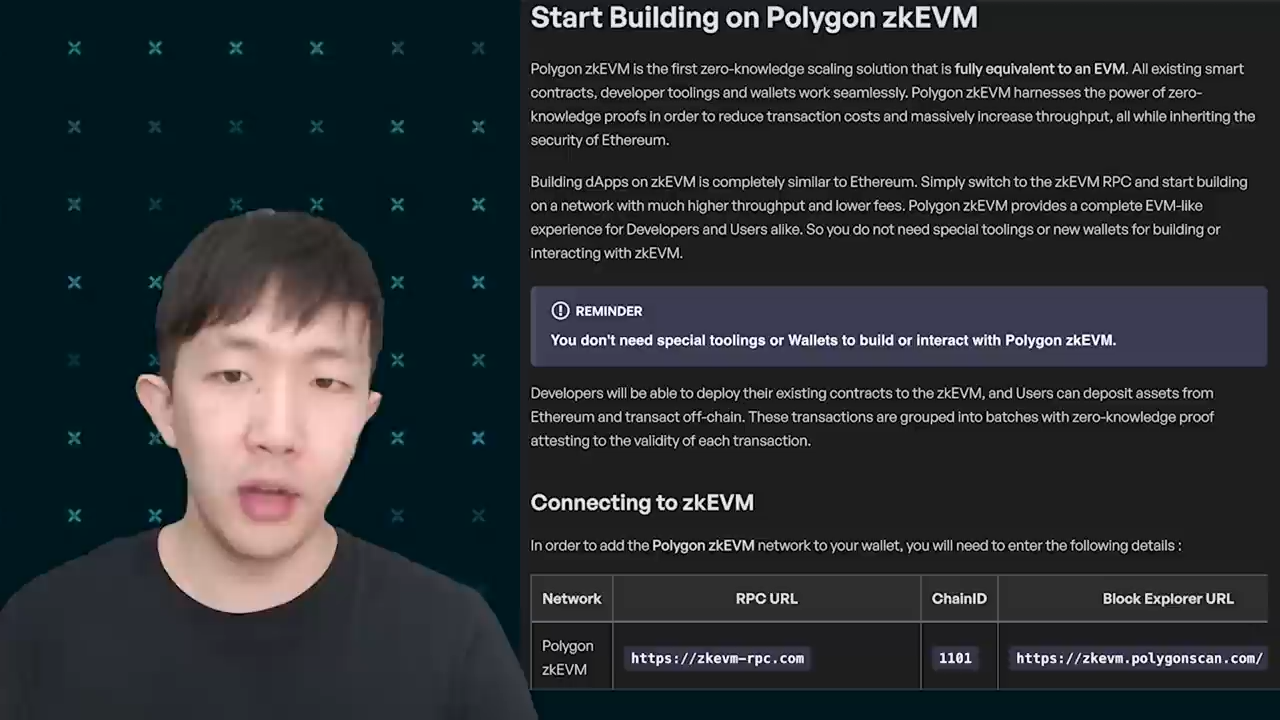 Start Building on Polygon zkEVM
Polygon zkEVM is the first zero-knowledge scaling solution that is fully equivalent to an EVM. All existing smart
contracts, developer toolings and wallets work seamlessly. Polygon zkEVM harnesses the power of zero-
knowledge proofs in order to reduce transaction costs and massively increase throughput, all while inheriting the
security of Ethereum.
Building dApps on zkEVM is completely similar to Ethereum. Simply switch to the zkEVM RPC and start building
on a network with much higher throughput and lower fees. Polygon zkEVM provides a complete EVM-like
experience for Developers and Users alike. So you do not need special toolings or new wallets for building or
interacting with zkEVM.
REMINDER
You don't need special toolings or Wallets to build or interact with Polygon zkEVM.
Developers will be able to deploy their existing contracts to the zkEVM, and Users can deposit assets from
Ethereum and transact off-chain. These transactions are grouped into batches with zero-knowledge proof
attesting to the validity of each transaction.
Connecting to zkEVM
In order to add the Polygon zkEVM network to your wallet, you will need to enter the following details :
Network RPC URL ChainID Block Explorer URL
Polygon
zkEVM https://zkevm-rpc.com 1101 https://zkevm.polygonscan.com/